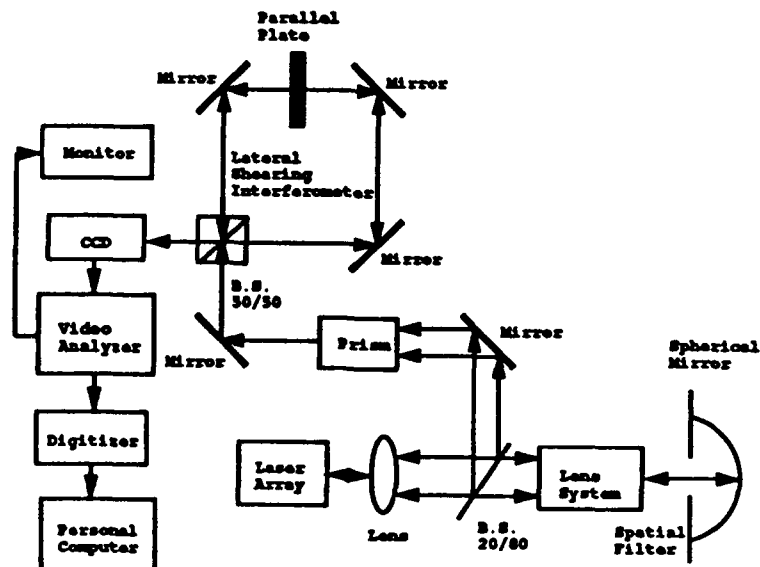 Parallel
Plate
Mirror
Mirror
Monitor
Lateral
Shearing
Interferometer
CCD
Mirror
B.S.
50/50
Video
Analyzer
Mirror
Prism
Mirror
Spherical
Mirror
Digitizer
Laser
Array
Lens
System
Personal
Computer
Lens
B.S.
20/80
Spatial
Filter